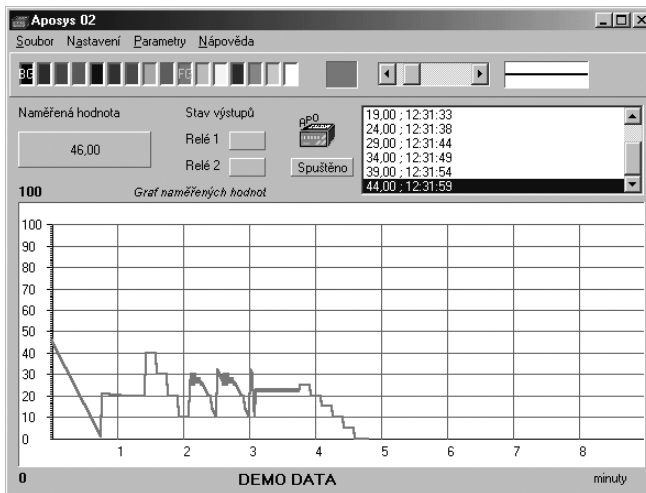 Aposys 02
Soubor Nastavení Parametry Nápověda
BG FG
Naměřená hodnota
46,00
Stav výstupů
Relé 1
Relé 2
APO
Spuštěno
19,00 ; 12:31:33
24,00 ; 12:31:38
29,00 ; 12:31:44
34,00 ; 12:31:49
39,00 ; 12:31:54
44,00 ; 12:31:59
100 Graf naměřených hodnot
100
90
80
70
60
50
40
30
20
10
0
1 2 3 4 5 6 7 8
0 DEMO DATA minuty